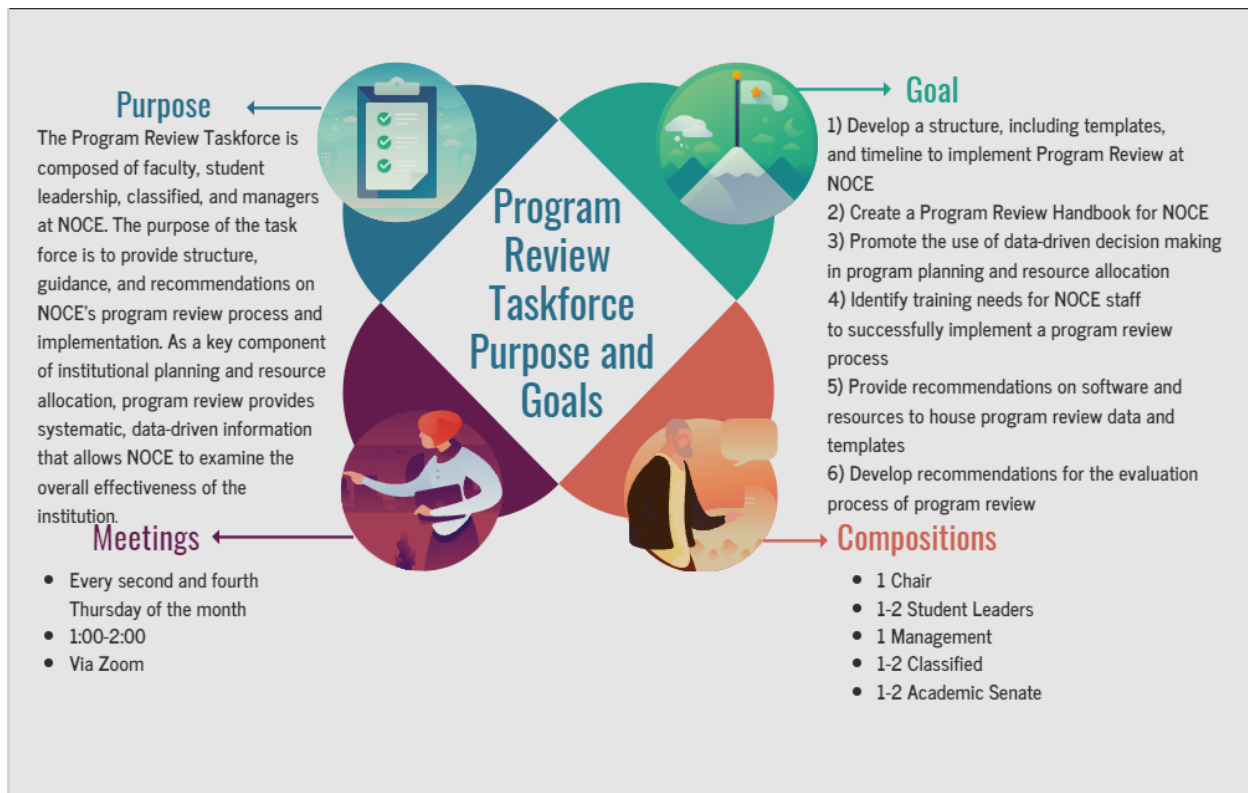 Program
Review
Taskforce
Purpose and
Goals
Purpose
The Program Review Taskforce is
composed of faculty, student
leadership, classified, and managers
at NOCE. The purpose of the task
force is to provide structure,
guidance, and recommendations on
NOCE's program review process and
implementation. As a key component
of institutional planning and resource
allocation, program review provides
systematic, data-driven information
that allows NOCE to examine the
overall effectiveness of the
institution.
Goal
1) Develop a structure, including templates,
and timeline to implement Program Review at
NOCE
2) Create a Program Review Handbook for NOCE
3) Promote the use of data-driven decision making
in program planning and resource allocation
4) Identify training needs for NOCE staff
to successfully implement a program review
process
5) Provide recommendations on software and
resources to house program review data and
templates
6) Develop recommendations for the evaluation
process of program review
Meetings
• Every second and fourth
Thursday of the month
• 1:00-2:00
• Via Zoom
Compositions
• 1 Chair
• 1-2 Student Leaders
• 1 Management
• 1-2 Classified
• 1-2 Academic Senate